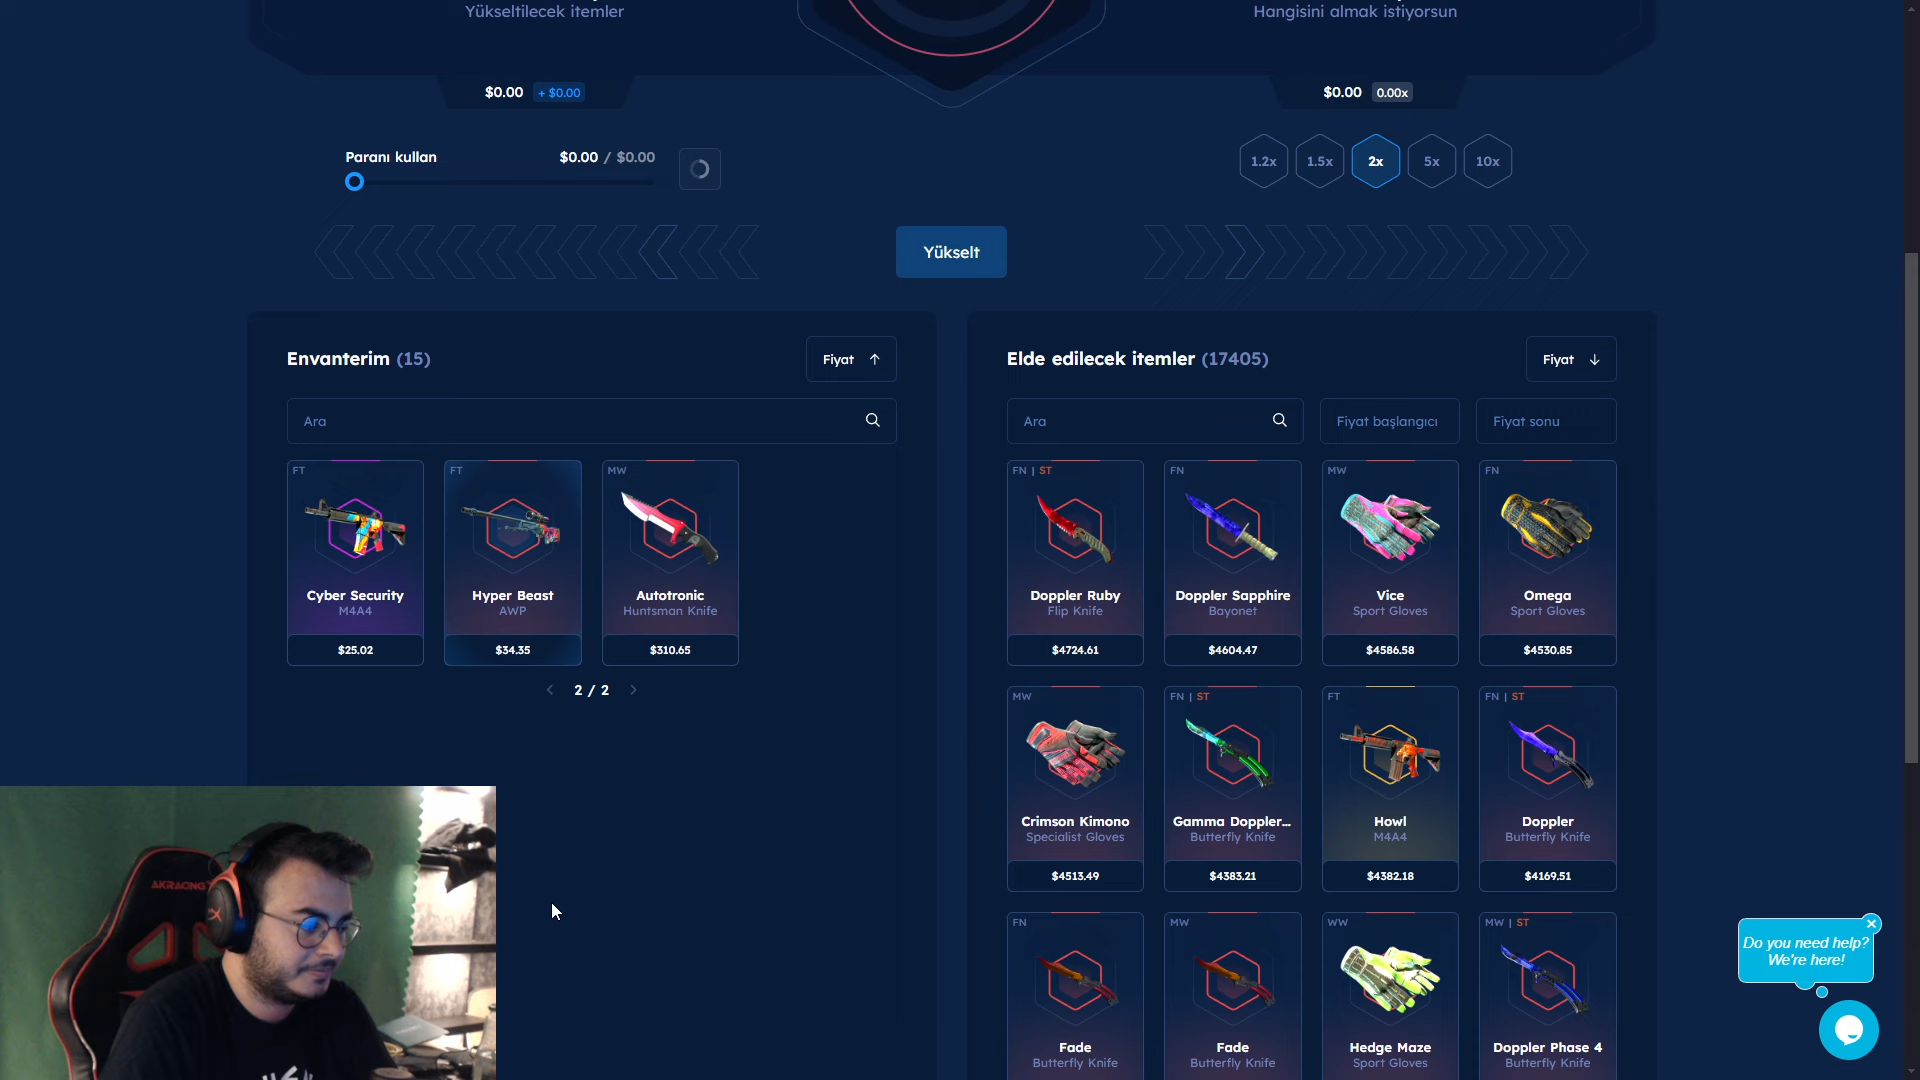 Yükseltilecek itemler
Hangisini almak istiyorsun
$0.00 + $0.00
$0.00 0.00x
Paranı kullan $0.00 / $0.00
1.2x 1.5x 2x 5x 10x
Yükselt
Envanterim (15)
Fiyat
Ara
FT
Cyber Security
M4A4
$25.02
FT
Hyper Beast
AWP
$34.35
MW
Autotronic
Huntsman Knife
$310.65
2 / 2
Elde edilecek itemler (17405)
Fiyat
Ara
Fiyat başlangıcı
Fiyat sonu
FN | ST
Doppler Ruby
Flip Knife
$4724.61
FN
Doppler Sapphire
Bayonet
$4604.47
MW
Vice
Sport Gloves
$4586.58
FN
Omega
Sport Gloves
$4530.85
MW
Crimson Kimono
Specialist Gloves
$4513.49
FN | ST
Gamma Doppler...
Butterfly Knife
$4383.21
FT
Howl
M4A4
$4382.18
FN | ST
Doppler
Butterfly Knife
$4169.51
FN
Fade
Butterfly Knife
MW
Fade
Butterfly Knife
WW
Hedge Maze
Sport Gloves
MW | ST
Doppler Phase 4
Butterfly Knife
AKRACING
Do you need help?
We're here!